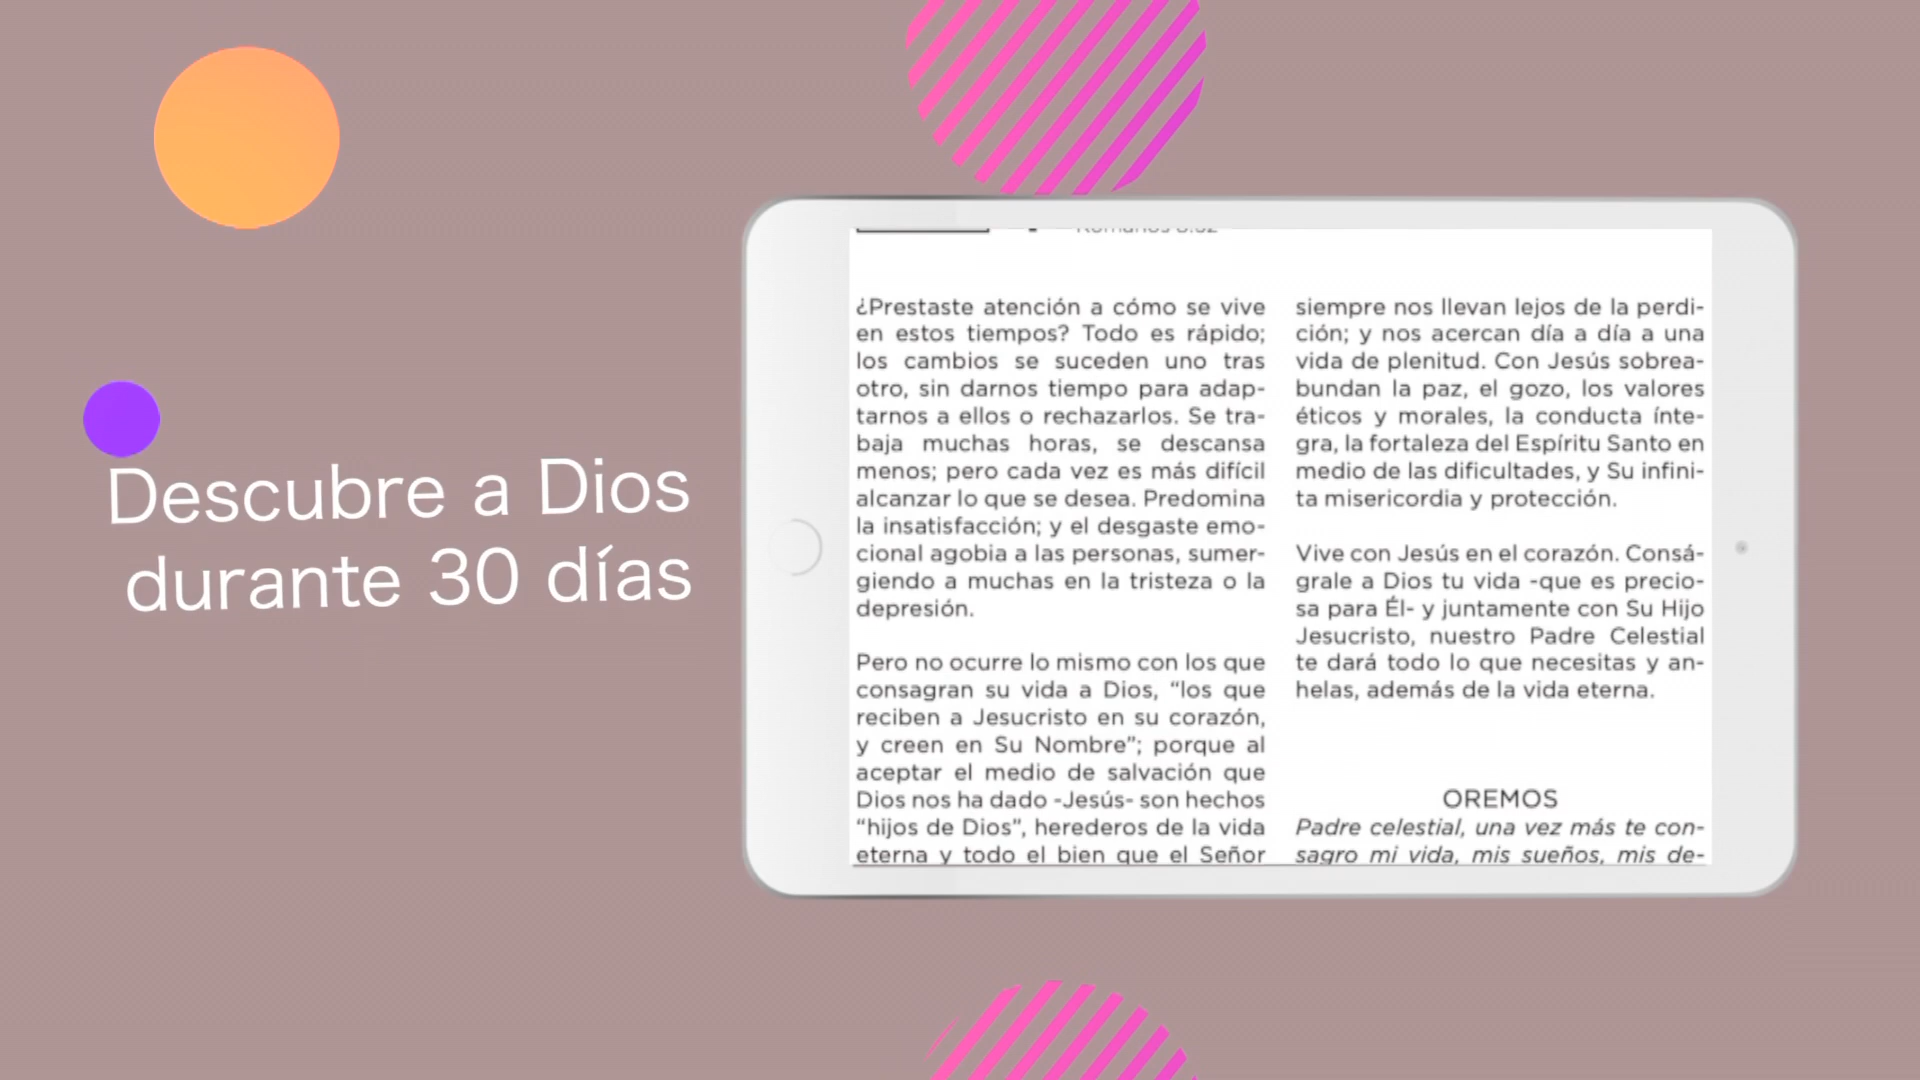 Descubre a Dios
durante 30 días
Romanos 8:32
¿Prestaste atención a cómo se vive
en estos tiempos? Todo es rápido;
los cambios se suceden uno tras
otro, sin darnos tiempo para adap-
tarnos a ellos o rechazarlos. Se tra-
baja muchas horas, se descansa
menos; pero cada vez es más difícil
alcanzar lo que se desea. Predomina
la insatisfacción; y el desgaste emo-
cional agobia a las personas, sumer-
giendo a muchas en la tristeza o la
depresión.
Pero no ocurre lo mismo con los que
consagran su vida a Dios, “los que
reciben a Jesucristo en su corazón,
y creen en Su Nombre”; porque al
aceptar el medio de salvación que
Dios nos ha dado -Jesús- son hechos
“hijos de Dios”, herederos de la vida
eterna y todo el bien que el Señor
siempre nos llevan lejos de la perdi-
ción; y nos acercan día a día a una
vida de plenitud. Con Jesús sobrea-
bundan la paz, el gozo, los valores
éticos y morales, la conducta ínte-
gra, la fortaleza del Espíritu Santo en
medio de las dificultades, y Su infini-
ta misericordia y protección.
Vive con Jesús en el corazón. Consá-
grale a Dios tu vida -que es precio-
sa para Él- y juntamente con Su Hijo
Jesucristo, nuestro Padre Celestial
te dará todo lo que necesitas y an-
helas, además de la vida eterna.
OREMOS
Padre celestial, una vez más te con-
sagro mi vida, mis sueños, mis de-